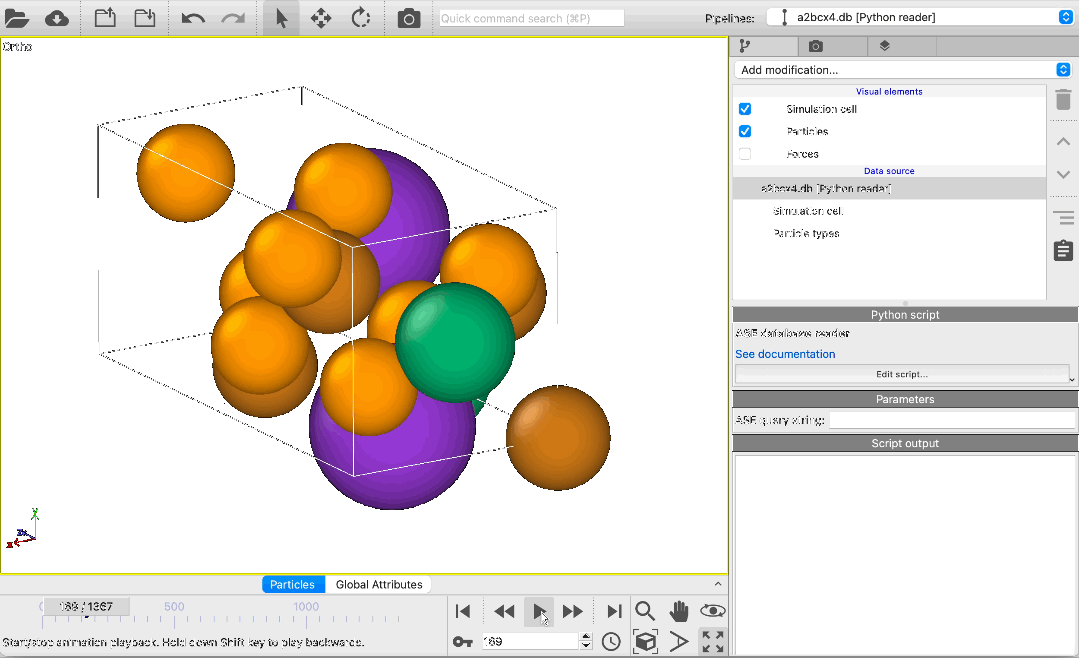 Quick command search (⌘P)
Pipelines:
a2bcx4.db [Python reader]
Ortho
Add modification...
Visual elements
Simulation cell
Particles
Forces
Data source
a2bcx4.db [Python reader]
Simulation cell
Particle types
Python script
ASE database reader
See documentation
Edit script...
Parameters
ASE query string:
Script output
y
x
Particles
Global Attributes
169 / 1367
500
1000
Start/stop animation playback. Hold down Shift key to play backwards.
169